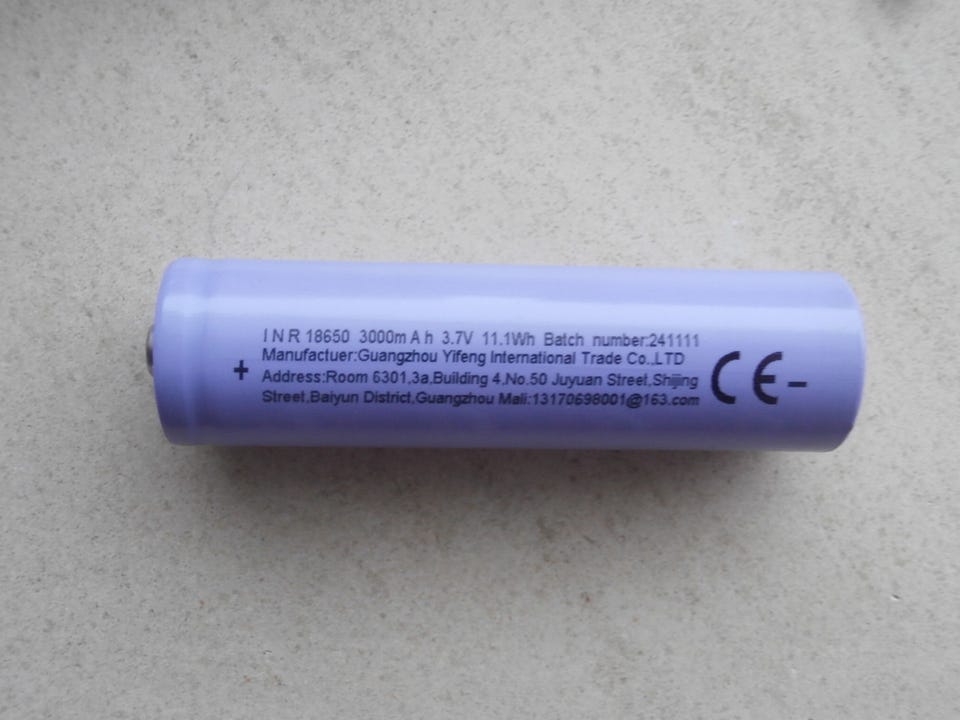 INR 18650 3000mAh 3.7V 11.1Wh Batch number:241111
Manufactuer:Guangzhou Yifeng International Trade Co.,LTD
Address:Room 6301,3a,Building 4,No.50 Juyuan Street,Shijing
Street,Baiyun District,Guangzhou Mali:13170698001@163.com
+ CE -